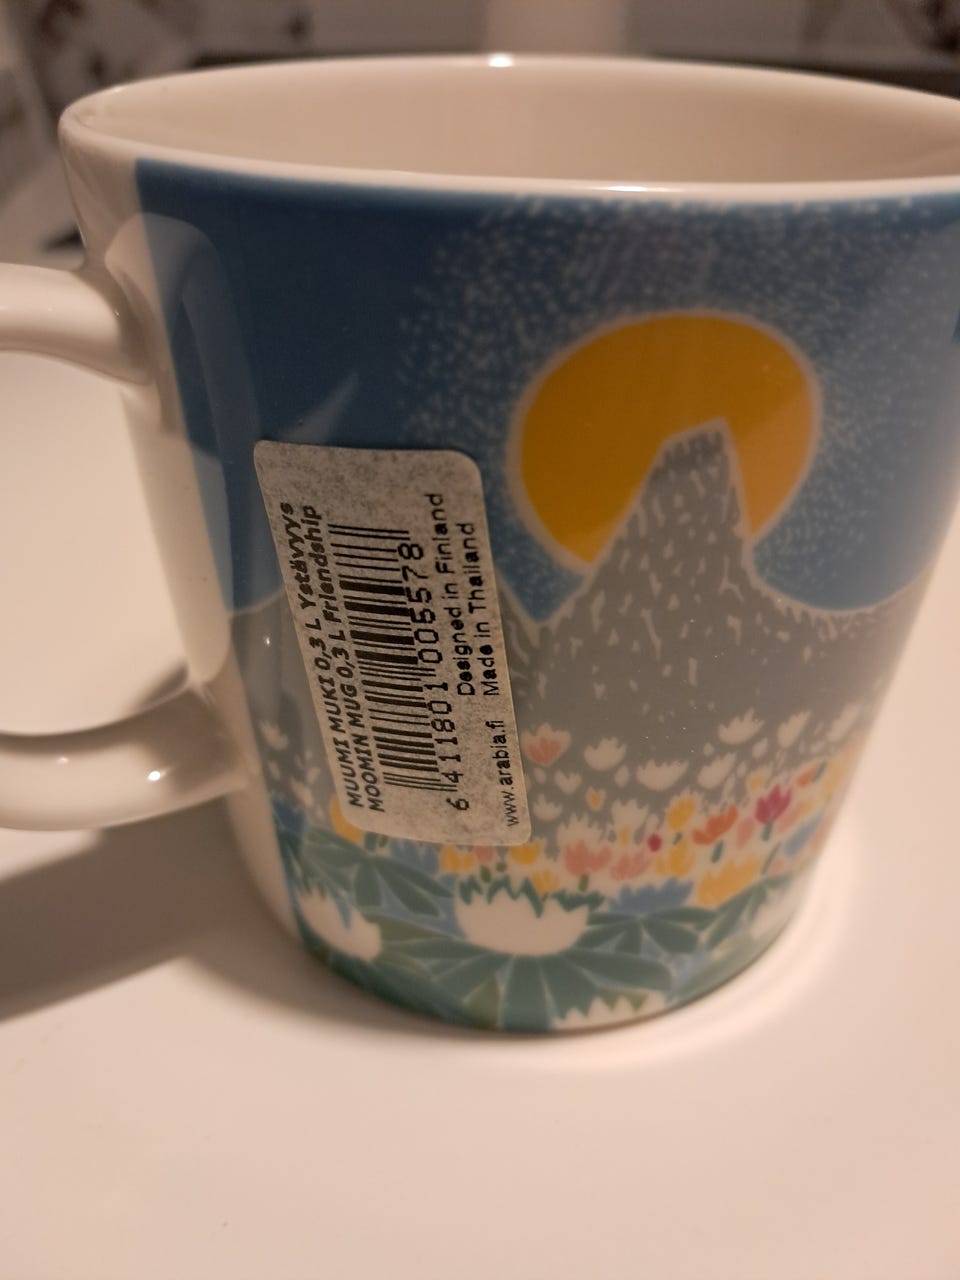 MUUMI MUKI 0,3 L Ystävyys
MOOMIN MUG 0,3 L Friendship
6 411801 005578
Designed in Finland
www.arabia.fi Made in Thailand